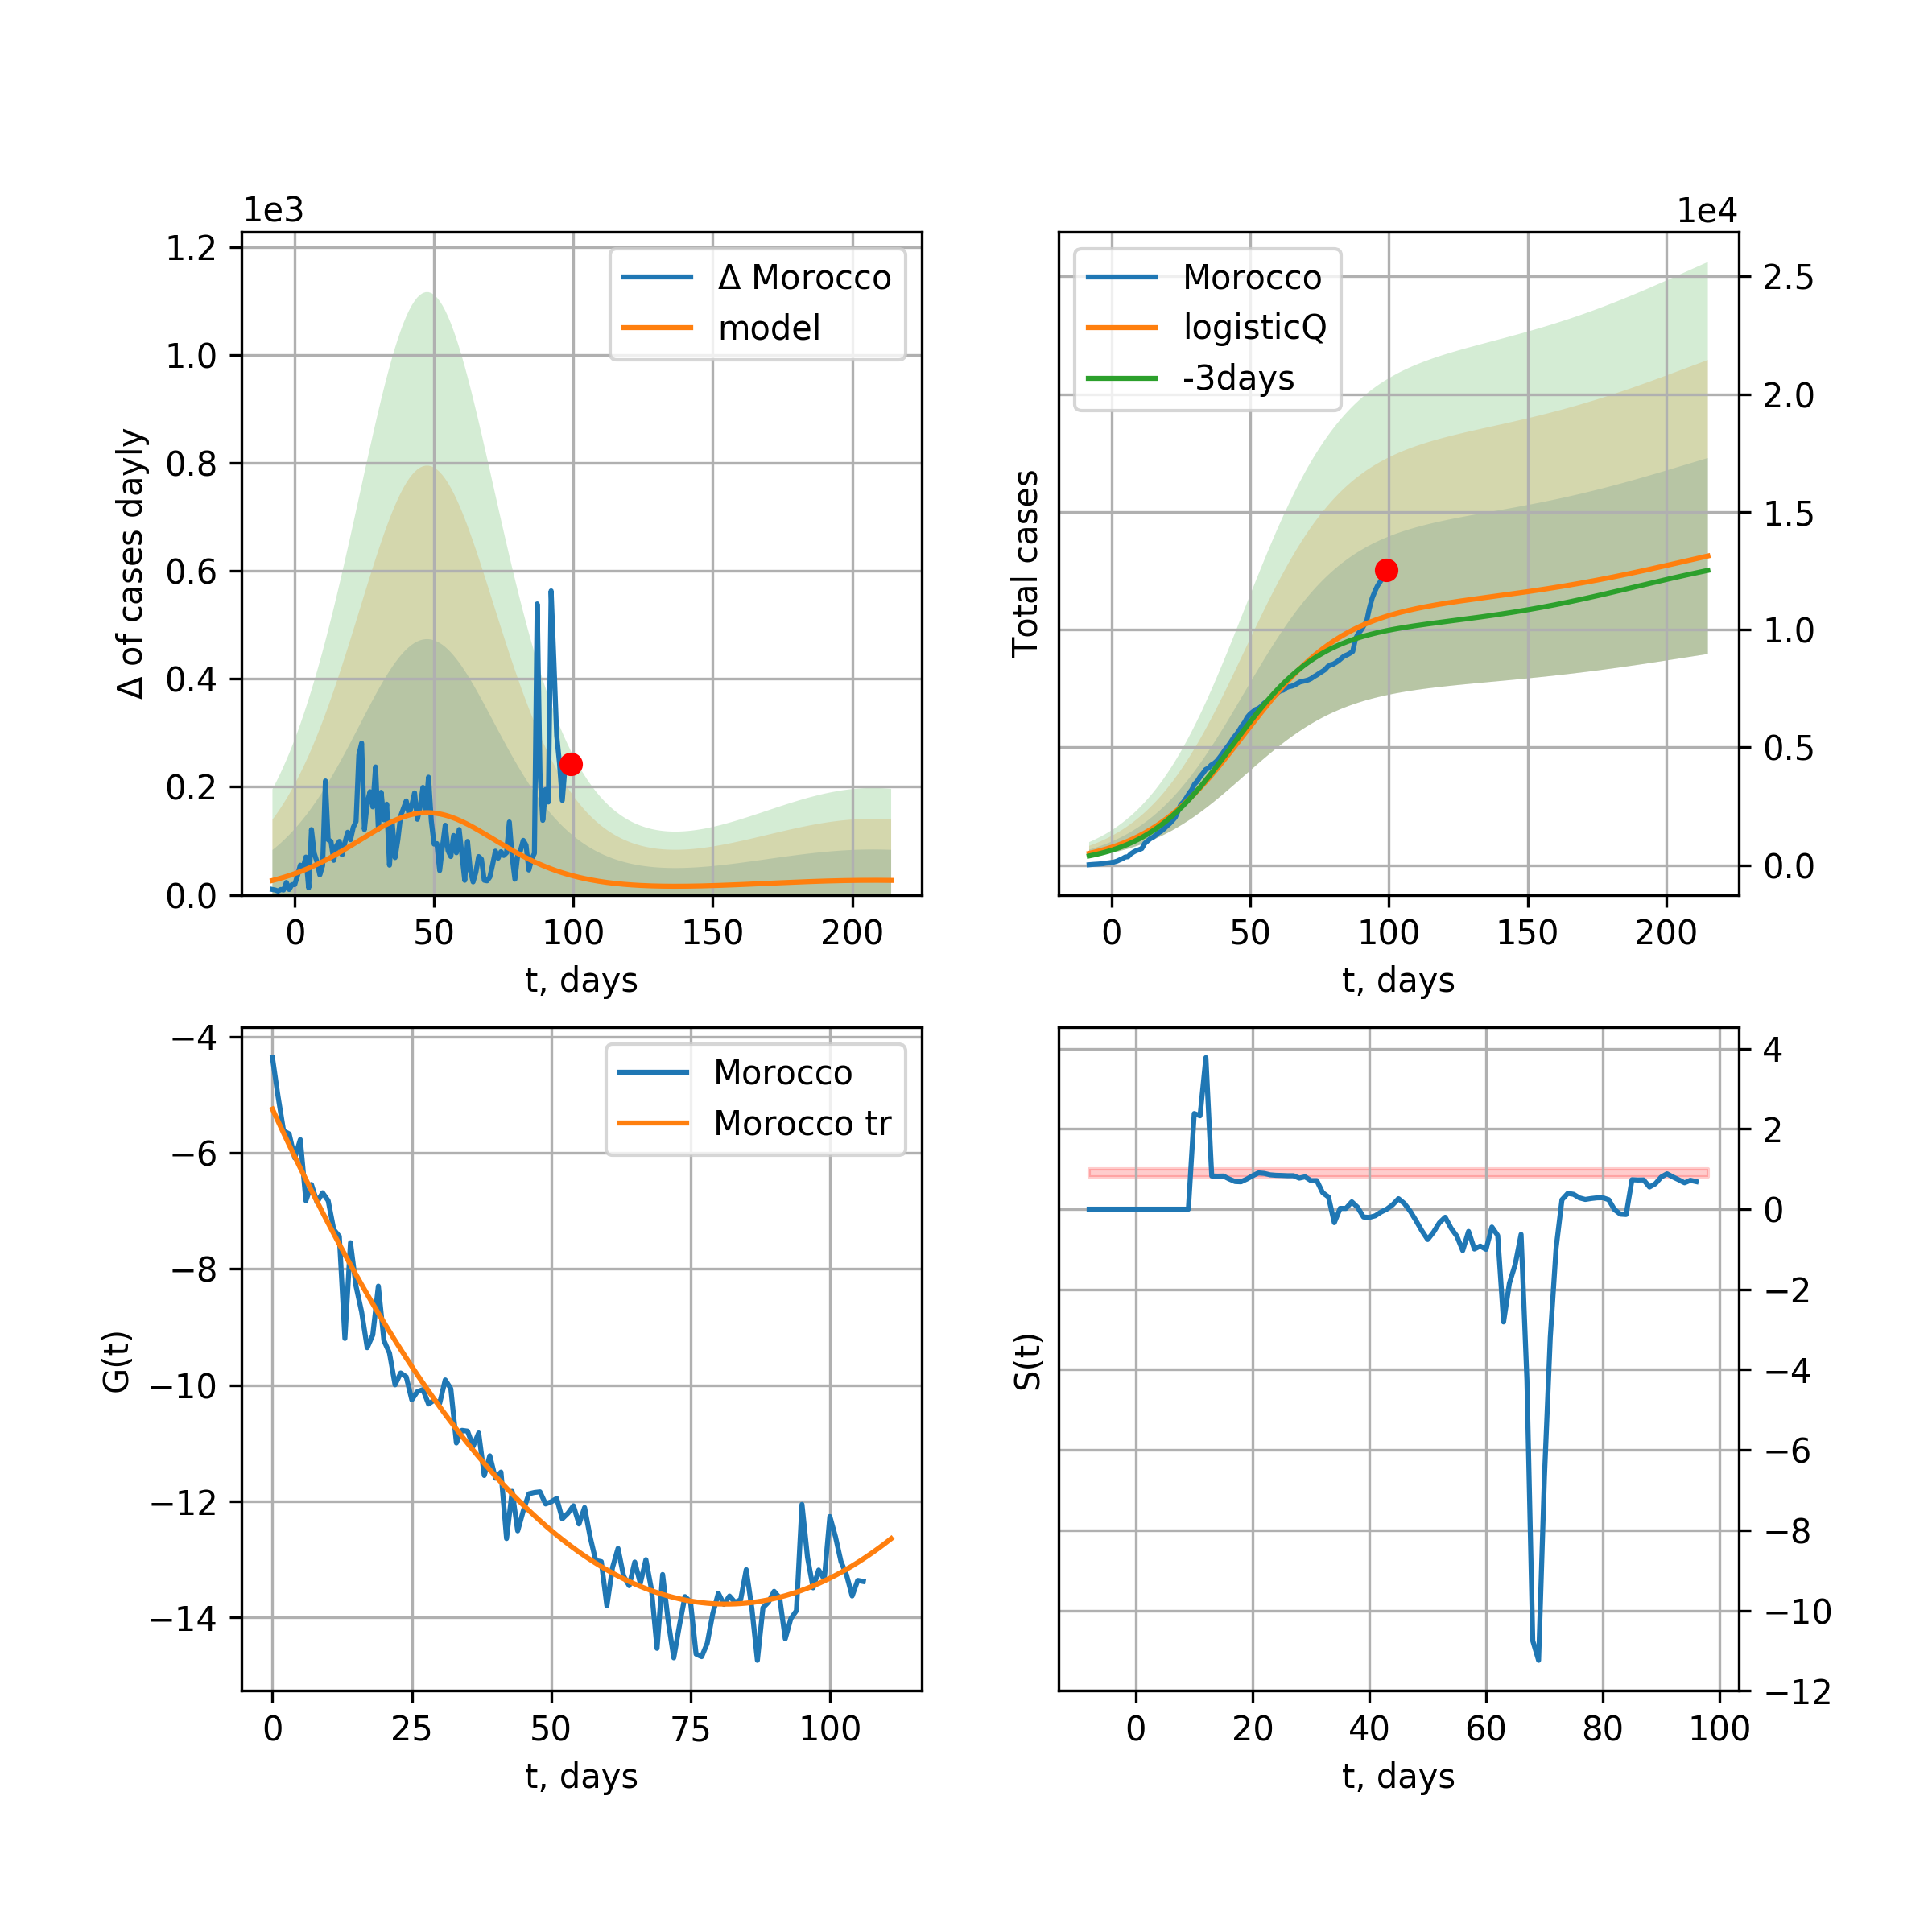 1e3
1.2
1.0
0.8
0.6
0.4
0.2
0.0
Δ of cases dayly
Δ Morocco
model
0 50 100 150 200
t, days
1e4
Morocco
logisticQ
-3days
Total cases
2.5
2.0
1.5
1.0
0.5
0.0
0 50 100 150 200
t, days
−4
−6
−8
−10
−12
−14
G(t)
Morocco
Morocco tr
0 25 50 75 100
t, days
S(t)
4
2
0
−2
−4
−6
−8
−10
−12
0 20 40 60 80 100
t, days